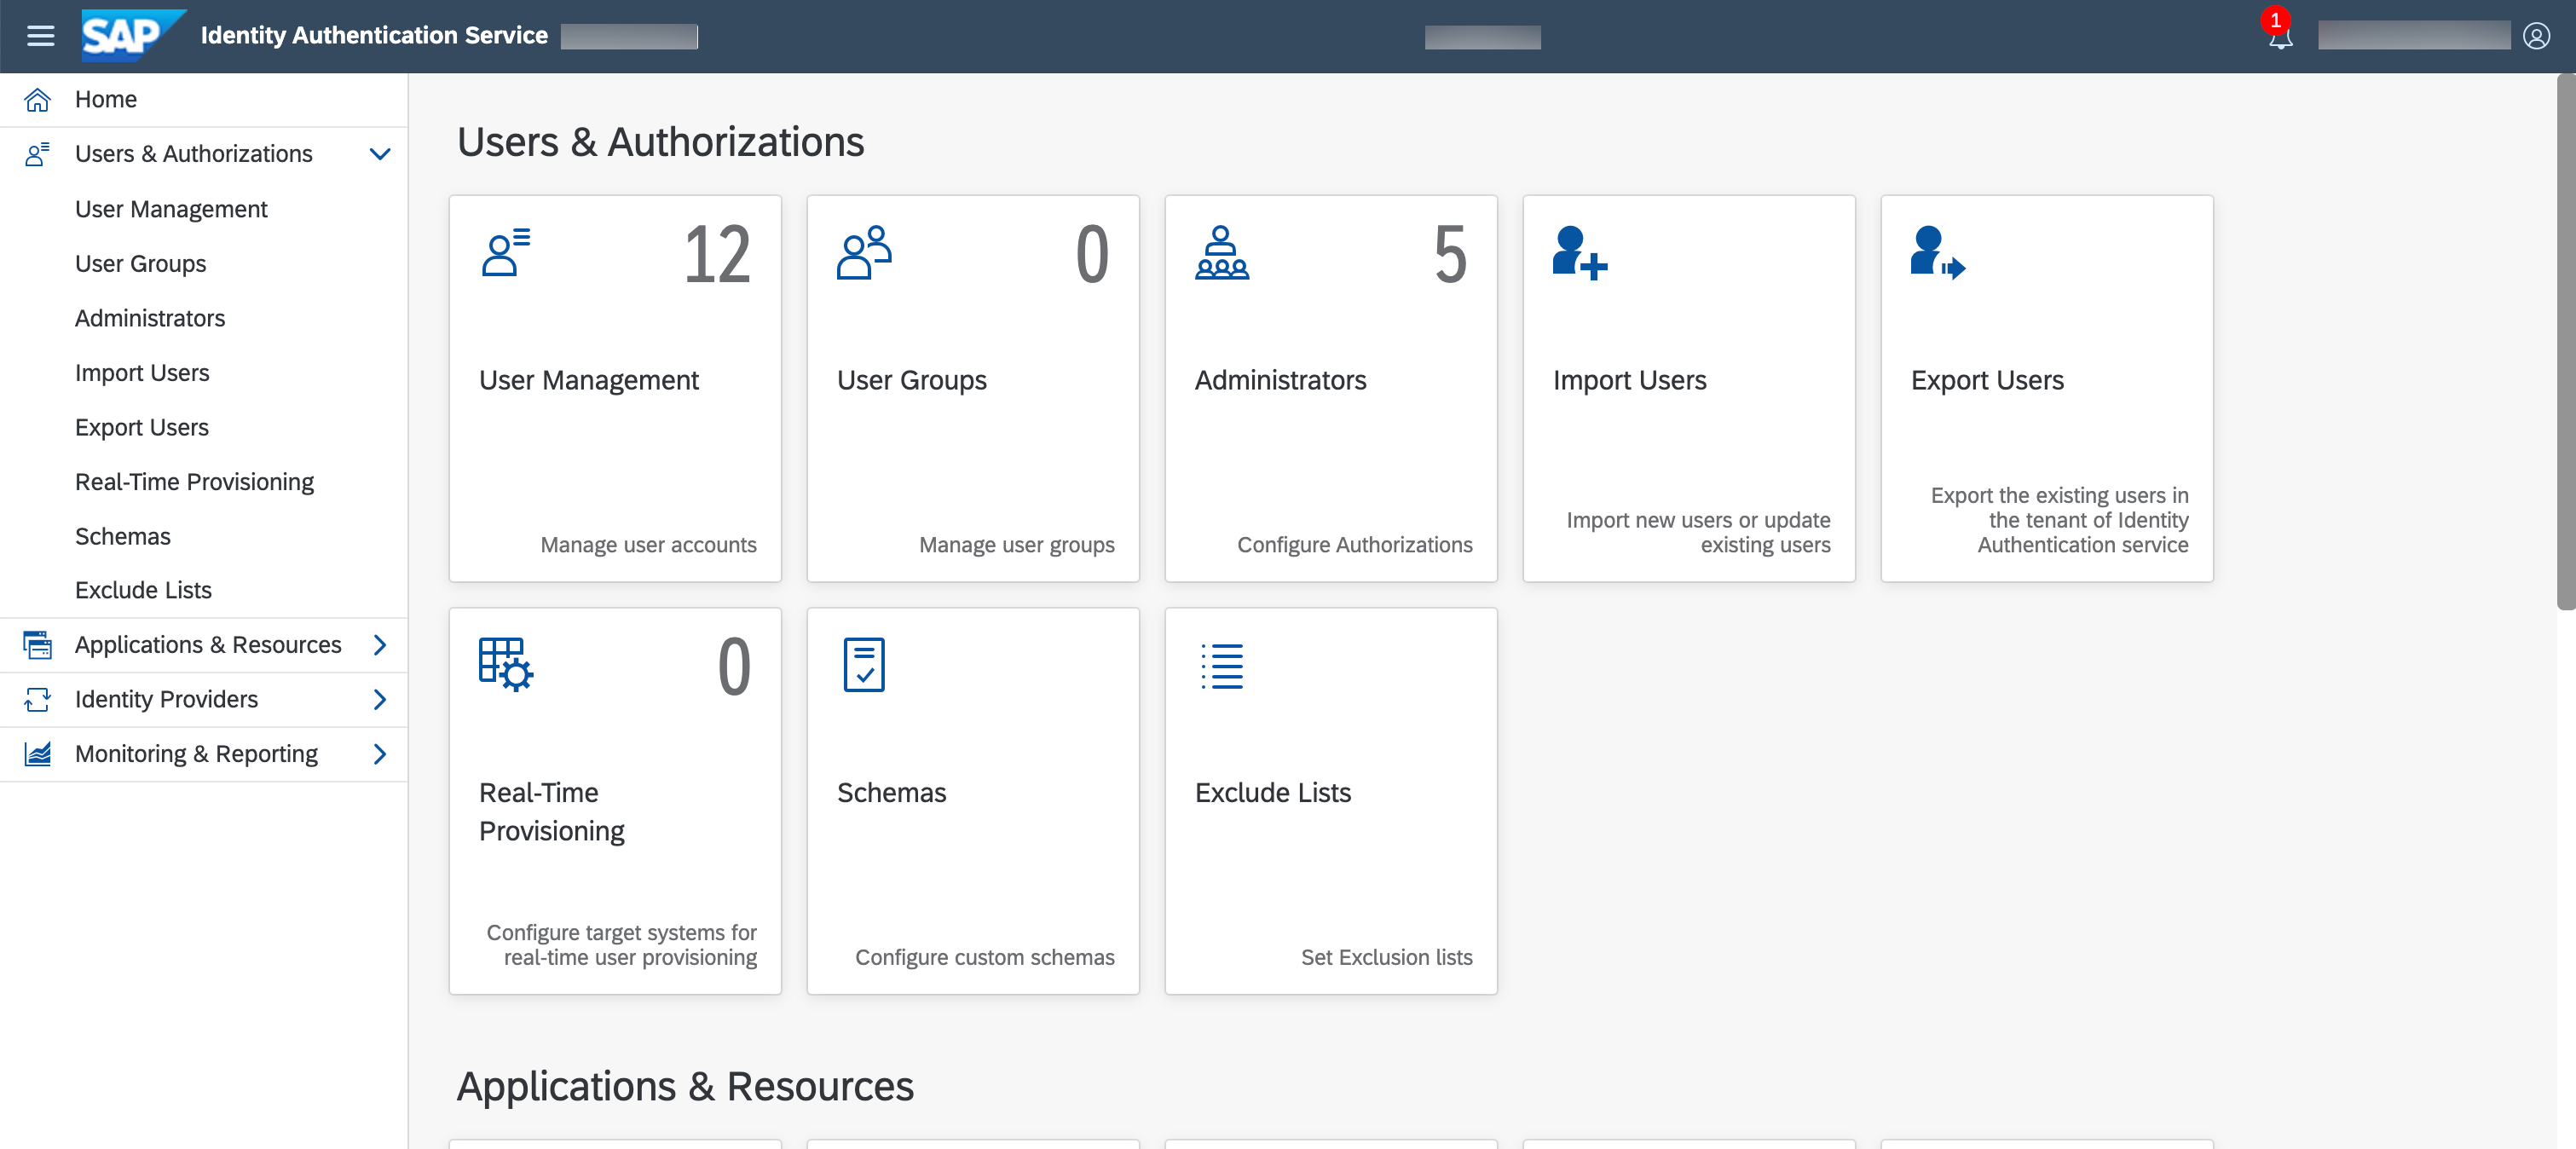 SAP Identity Authentication Service
1
Home
Users & Authorizations
User Management
User Groups
Administrators
Import Users
Export Users
Real-Time Provisioning
Schemas
Exclude Lists
Applications & Resources
Identity Providers
Monitoring & Reporting
Users & Authorizations
12
User Management
Manage user accounts
0
User Groups
Manage user groups
5
Administrators
Configure Authorizations
Import Users
Import new users or update
existing users
Export Users
Export the existing users in
the tenant of Identity
Authentication service
0
Real-Time
Provisioning
Configure target systems for
real-time user provisioning
Schemas
Configure custom schemas
Exclude Lists
Set Exclusion lists
Applications & Resources